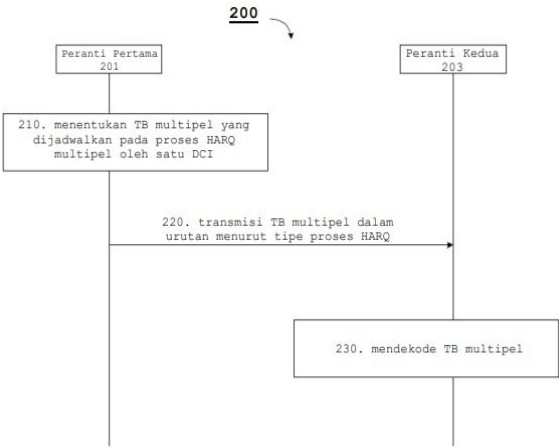 200
Peranti Pertama
201
Peranti Kedua
203
210. menentukan TB multipel yang
dijadwalkan pada proses HARQ
multipel oleh satu DCI
220. transmisi TB multipel dalam
urutan menurut tipe proses HARQ
230. mendekode TB multipel